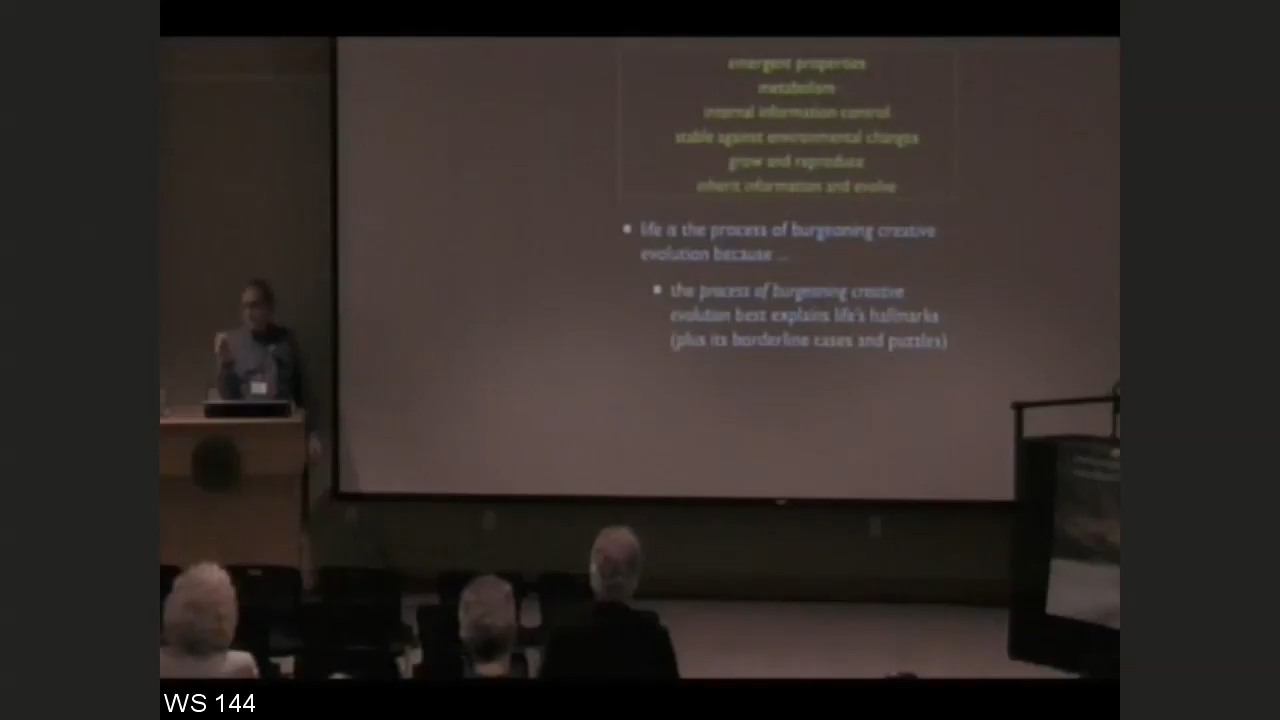 emergent properties
metabolism
internal information control
stable against environmental changes
grow and reproduce
inherit information and evolve
• life is the process of burgeoning creative
evolution because ...
• the process of burgeoning creative
evolution best explains life's hallmarks
(plus its borderline cases and puzzles)
WS 144